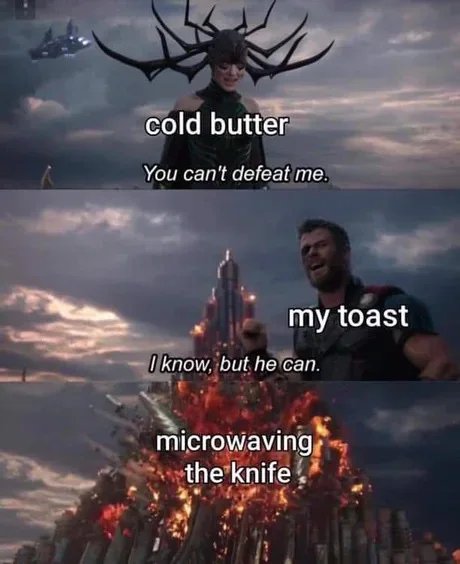 cold butter
You can't defeat me.
my toast
I know, but he can.
microwaving
the knife